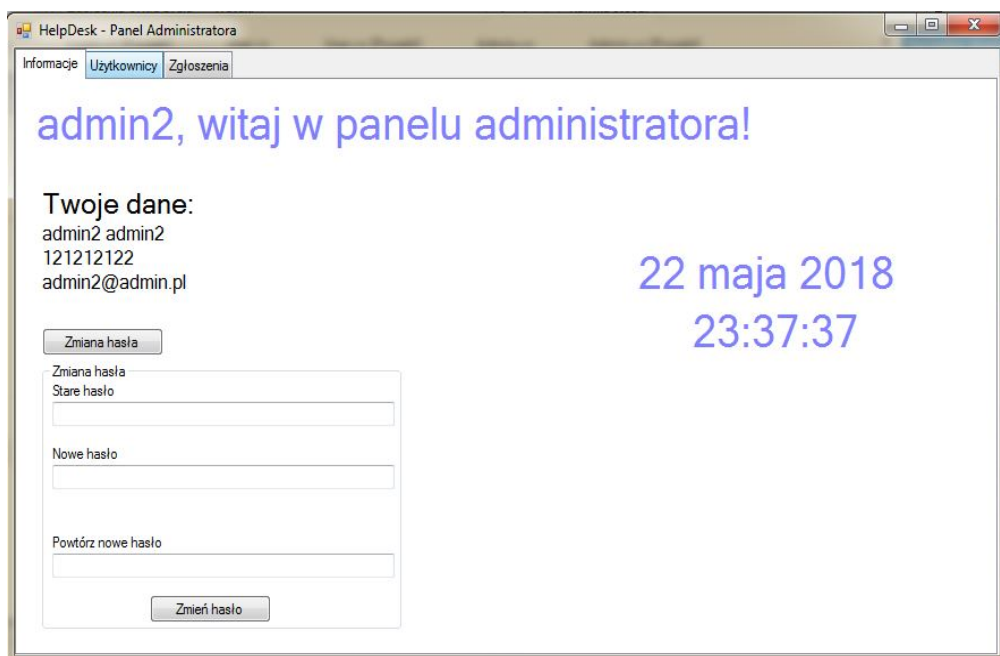 HelpDesk - Panel Administratora
Informacje Użytkownicy Zgłoszenia
admin2, witaj w panelu administratora!
Twoje dane:
admin2 admin2
121212122
admin2@admin.pl
22 maja 2018
23:37:37
Zmiana hasła
Zmiana hasła
Stare hasło
Nowe hasło
Powtórz nowe hasło
Zmień hasło